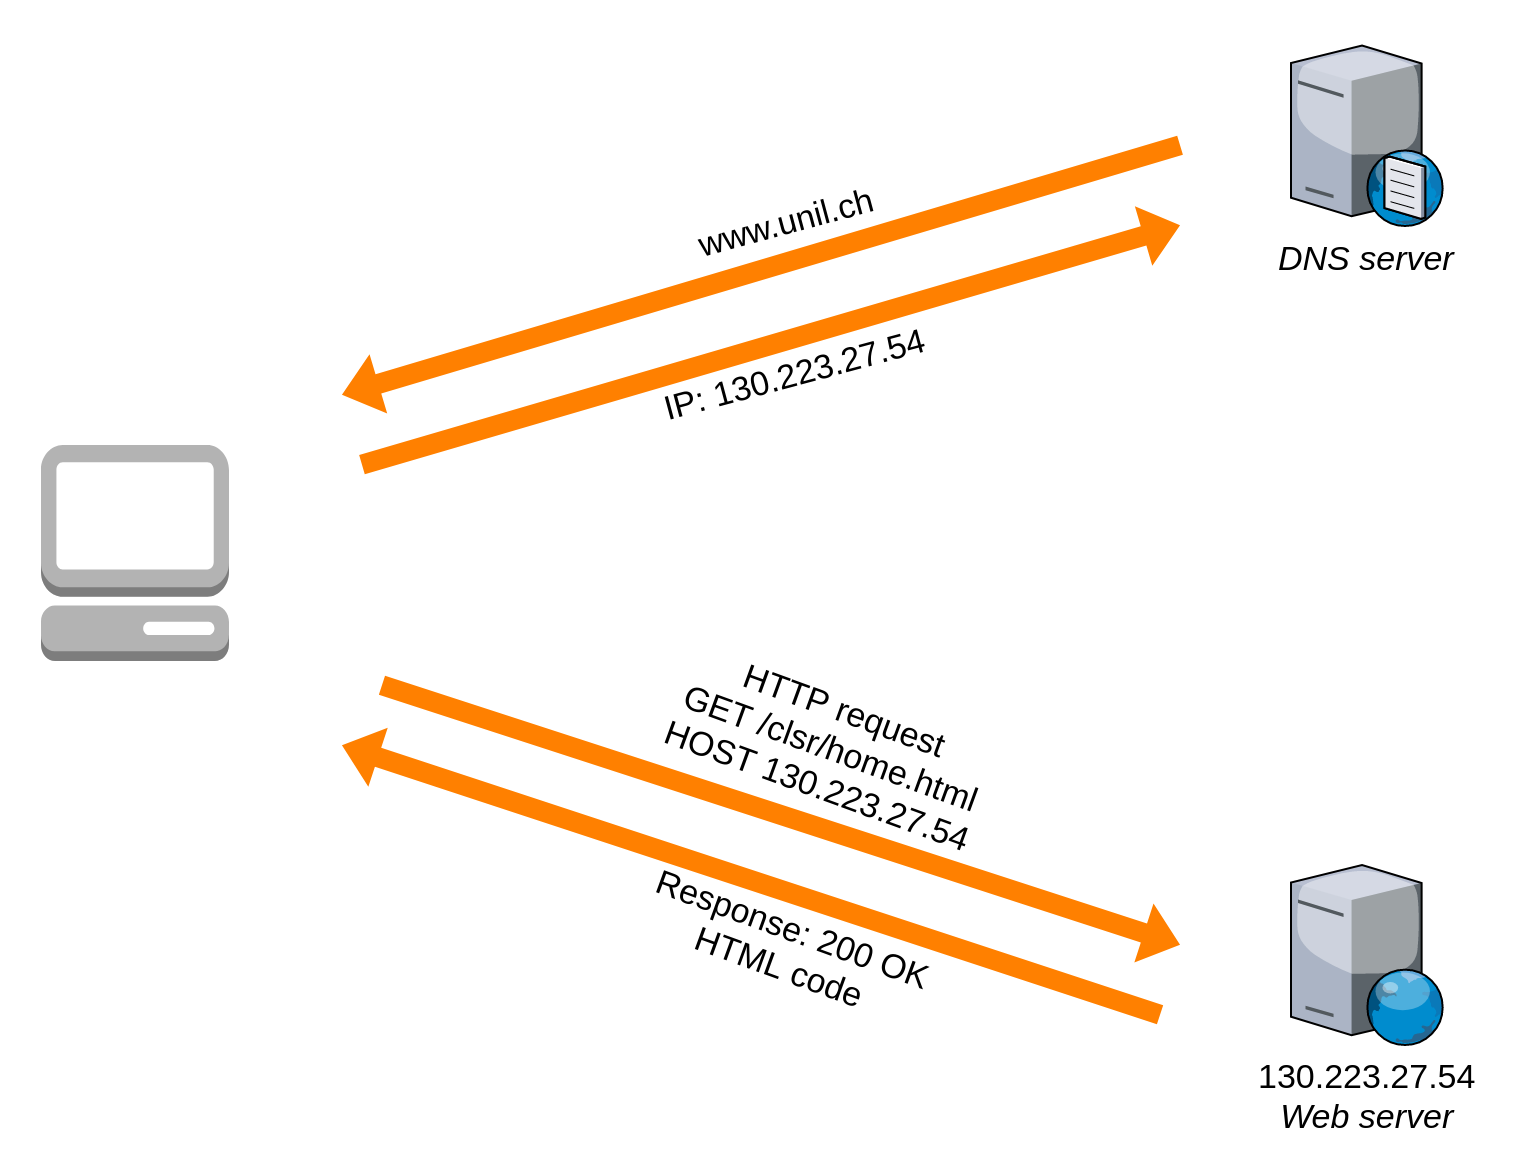 www.unil.ch
IP: 130.223.27.54
DNS server
HTTP request
GET /clsr/home.html
HOST 130.223.27.54
Response: 200 OK
HTML code
130.223.27.54
Web server